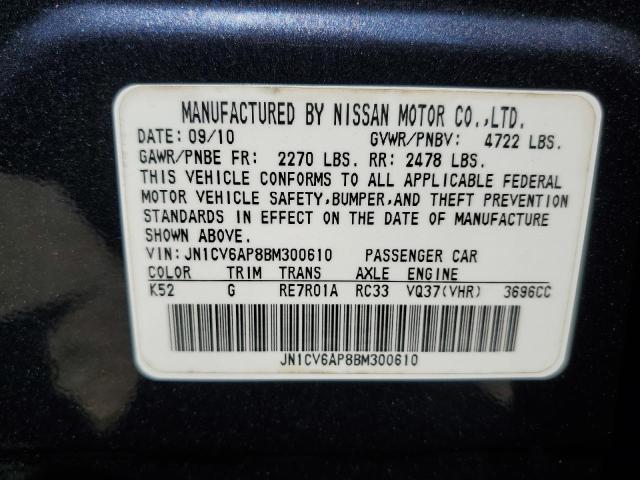 MANUFACTURED BY NISSAN MOTOR CO.,LTD.
DATE: 09/10 GVWR/PNBV: 4722 LBS.
GAWR/PNBE FR: 2270 LBS. RR: 2478 LBS.
THIS VEHICLE CONFORMS TO ALL APPLICABLE FEDERAL
MOTOR VEHICLE SAFETY,BUMPER,AND THEFT PREVENTION
STANDARDS IN EFFECT ON THE DATE OF MANUFACTURE
SHOWN ABOVE.
VIN: JN1CV6AP8BM300610 PASSENGER CAR
COLOR TRIM TRANS AXLE ENGINE
K52 G RE7R01A RC33 VQ37(VHR) 3696CC
JN1CV6AP8BM300610